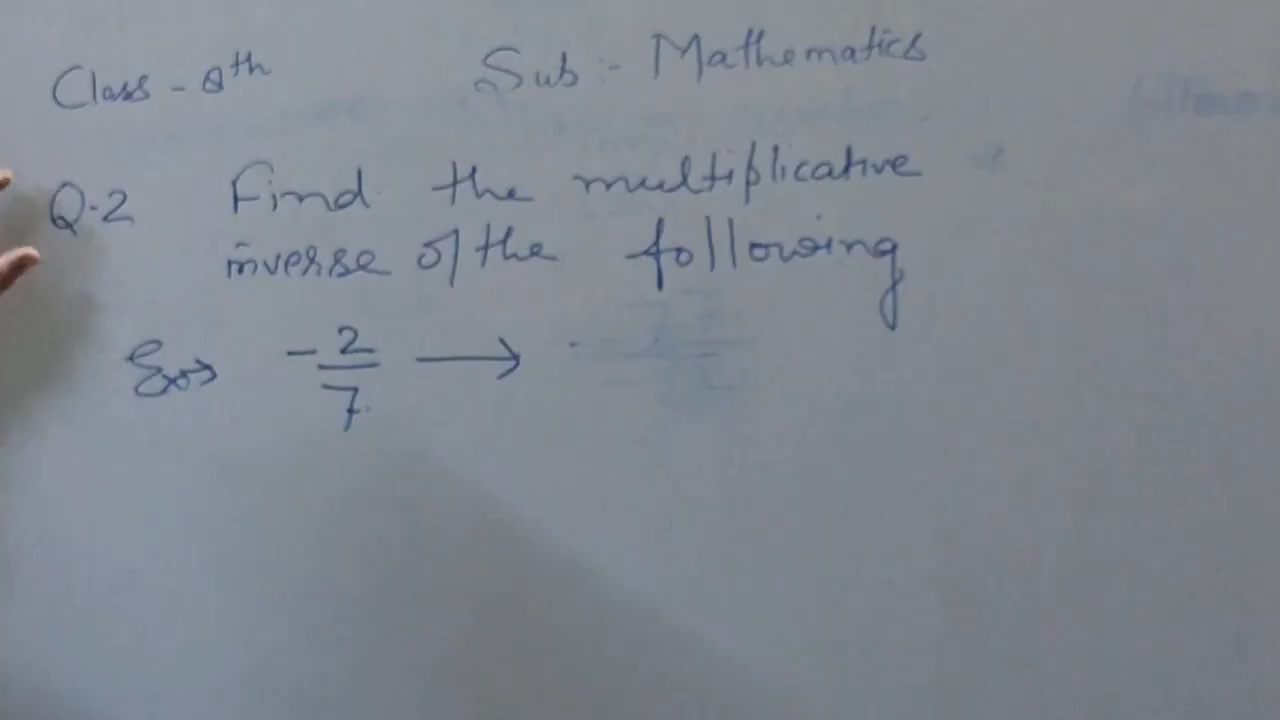 Class - 8th Sub :- Mathematics
Q.2 Find the multiplicative
inverse of the following
Ex→ -2/7 →